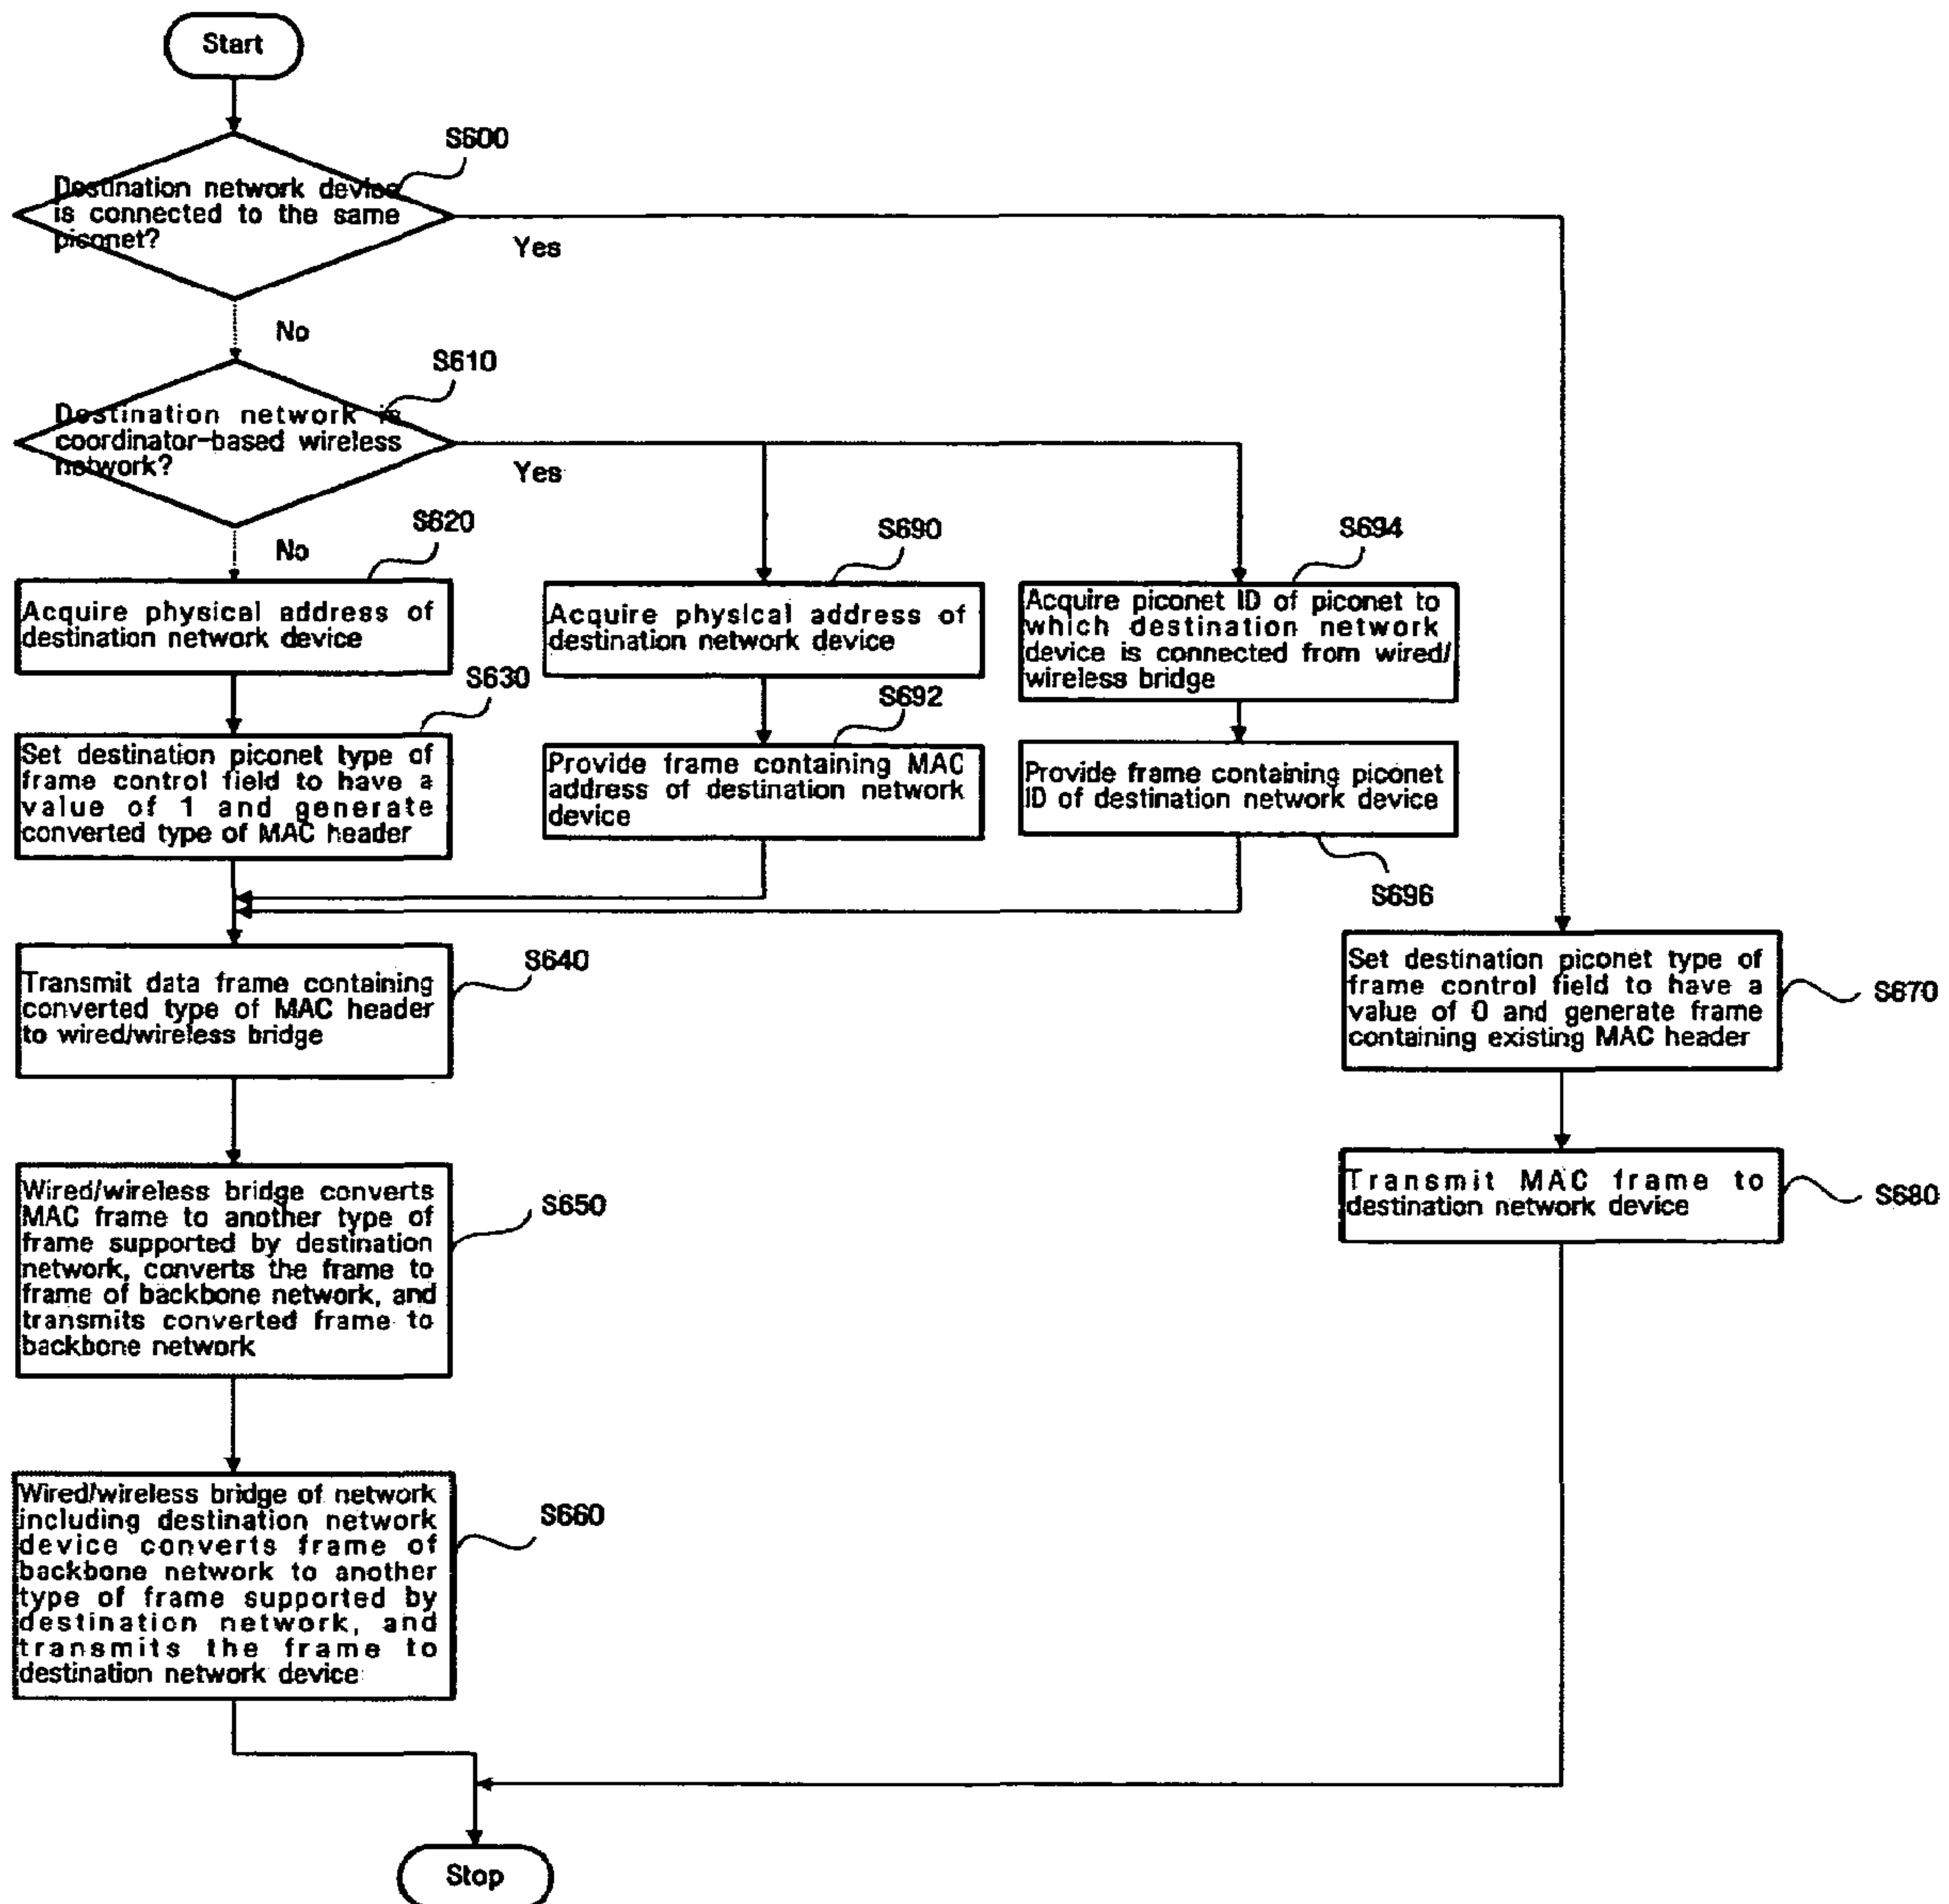 Start
S600
Destination network device
is connected to the same
piconet?
Yes
No
S610
Destination network is
coordinator-based wireless
network?
Yes
No
S620
S690
S694
Acquire physical address of
destination network device
Acquire physical address of
destination network device
Acquire piconet ID of piconet to
which destination network
device is connected from wired/
wireless bridge
S630
S692
Set destination piconet type of
frame control field to have a
value of 1 and generate
converted type of MAC header
Provide frame containing MAC
address of destination network
device
Provide frame containing piconet
ID of destination network device
S696
S640
Transmit data frame containing
converted type of MAC header
to wired/wireless bridge
Set destination piconet type of
frame control field to have a
value of 0 and generate frame
containing existing MAC header
S670
S650
Wired/wireless bridge converts
MAC frame to another type of
frame supported by destination
network, converts the frame to
frame of backbone network, and
transmits converted frame to
backbone network
Transmit MAC frame to
destination network device
S680
S660
Wired/wireless bridge of network
including destination network
device converts frame of
backbone network to another
type of frame supported by
destination network, and
transmits the frame to
destination network device
Stop